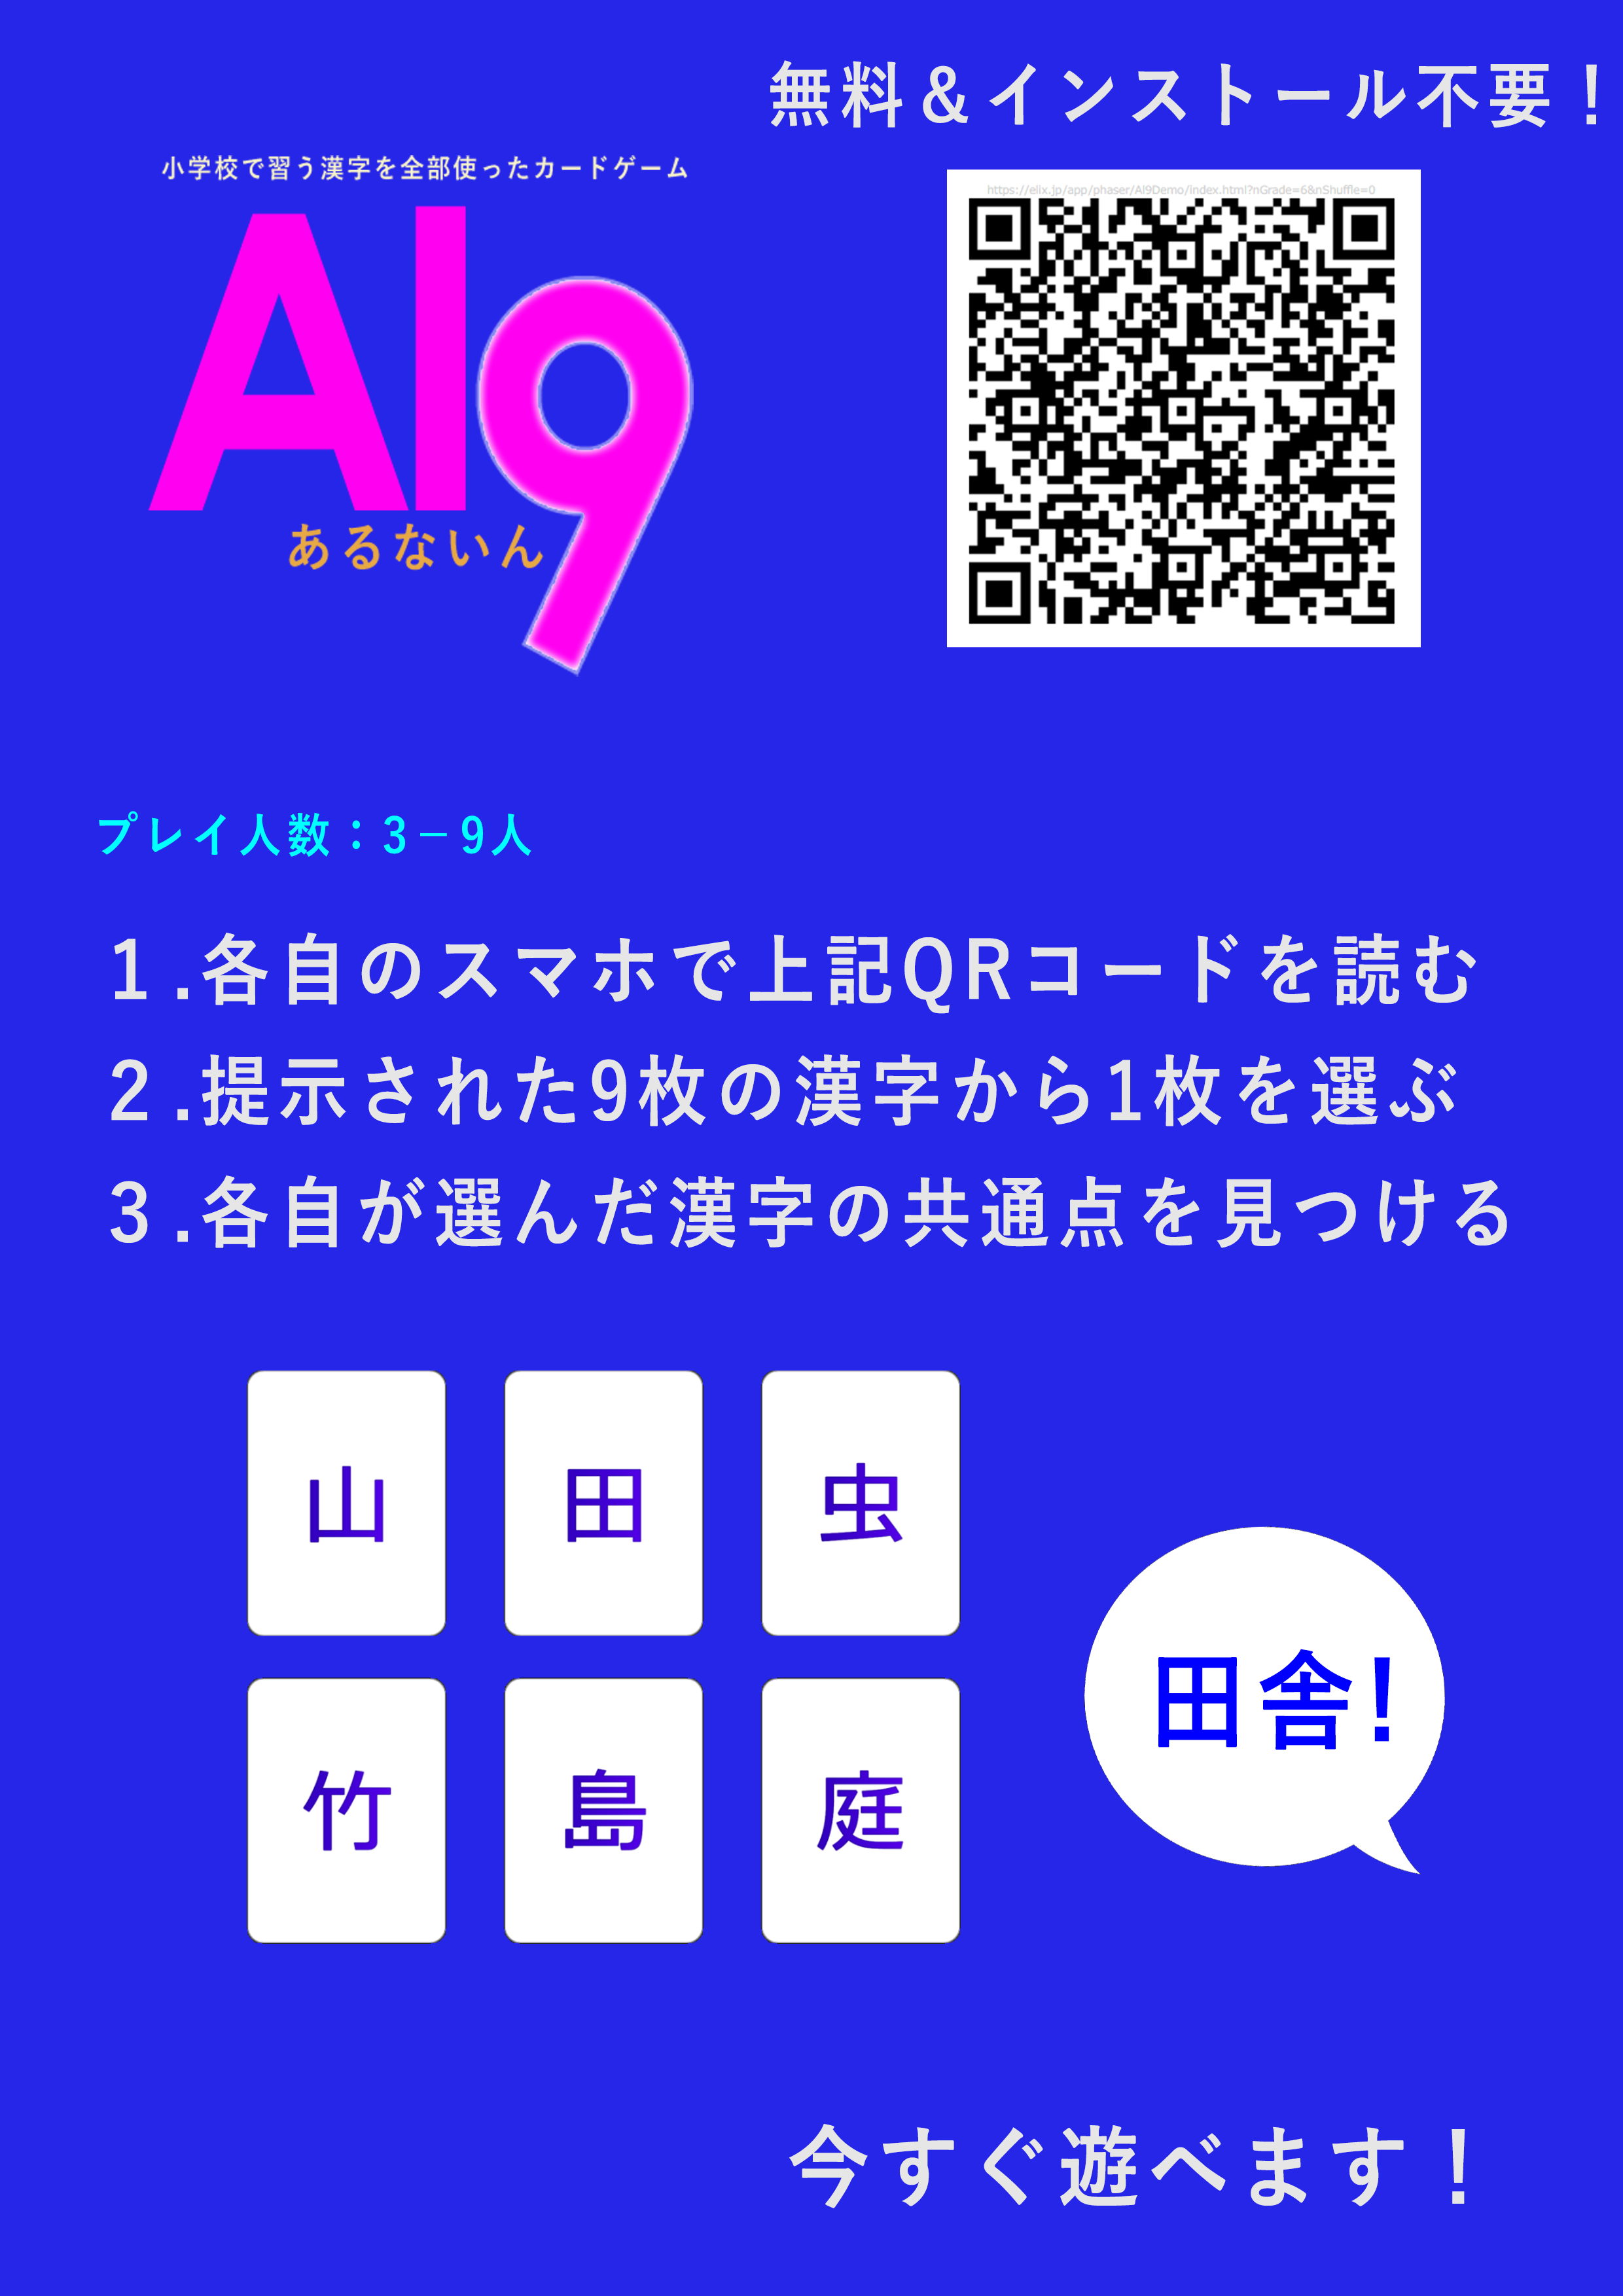 無料＆インストール不要！
小学校で習う漢字を全部使ったカードゲーム
Al9
あるないん
https://elix.jp/app/phaser/Al9Demo/index.html?nGrade=6&nShuffle=0
プレイ人数：3－9人
1.各自のスマホで上記QRコードを読む
2.提示された9枚の漢字から1枚を選ぶ
3.各自が選んだ漢字の共通点を見つける
山 田 虫
竹 島 庭
田舎!
今すぐ遊べます！